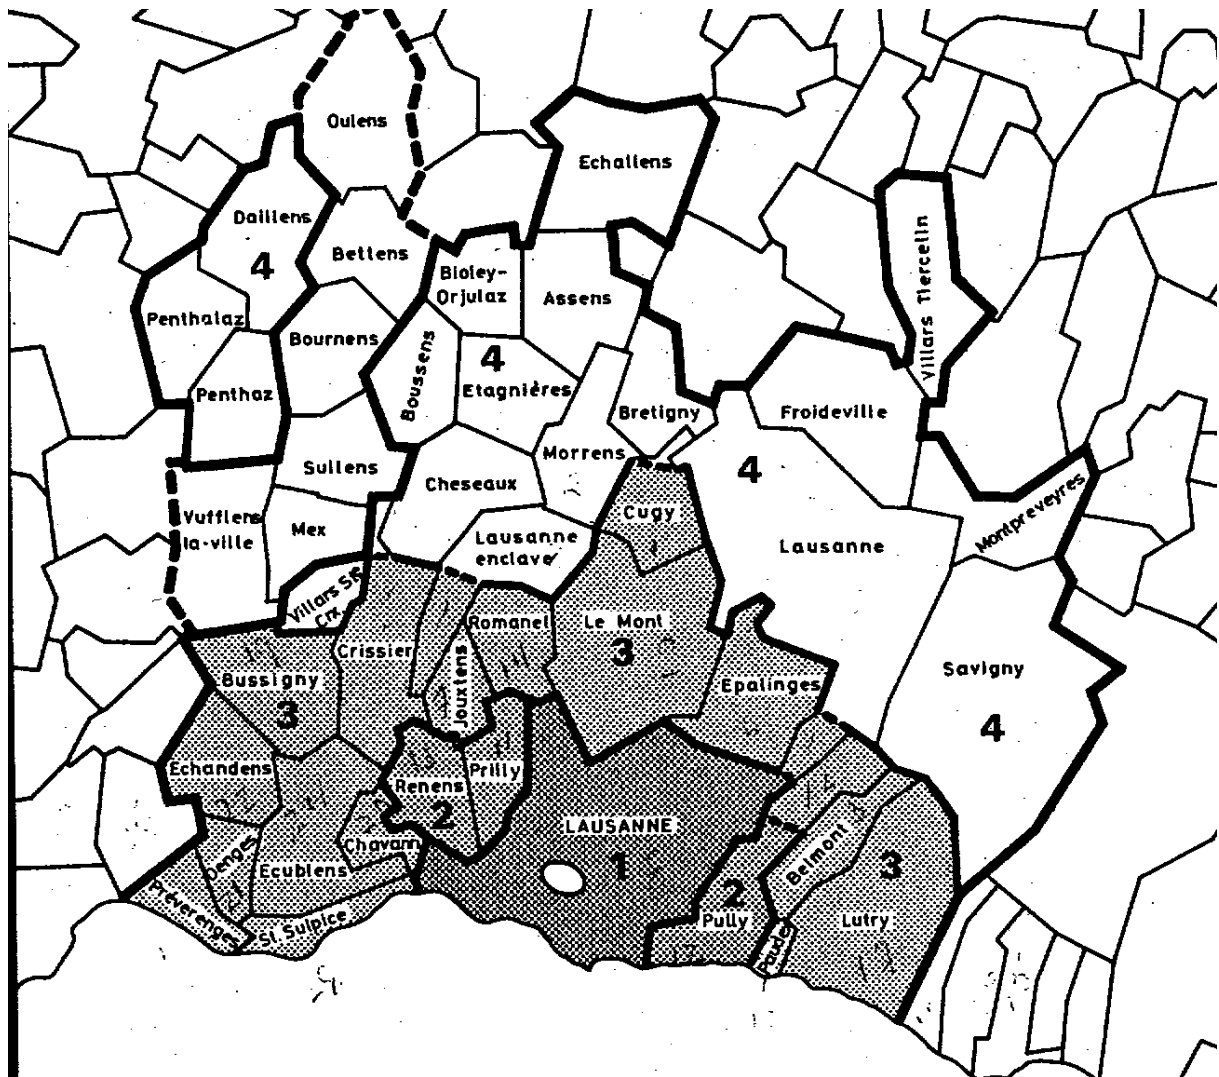 Oulens
Echallens
Daillens
4
Bettens
Bioley-
Orjulaz
Assens
Villars Tiercelin
Penthalaz
Bournens
Boussens
4
Etagnières
Penthaz
Bretigny
Froideville
Morrens
4
Sullens
Cheseaux
Cugy
Montpreveyres
Vufflens
la-ville
Mex
Lausanne
enclave
Lausanne
Villars Ste
Crx.
Romanel
Le Mont
3
Crissier
Jouxtens
Savigny
Bussigny
3
Epalinges
4
Echandens
Renens
2
Prilly
LAUSANNE
1
Chavann
Belmont
3
Denges
Ecublens
2
Pully
Lutry
Préverenges
St. Sulpice
Paudex